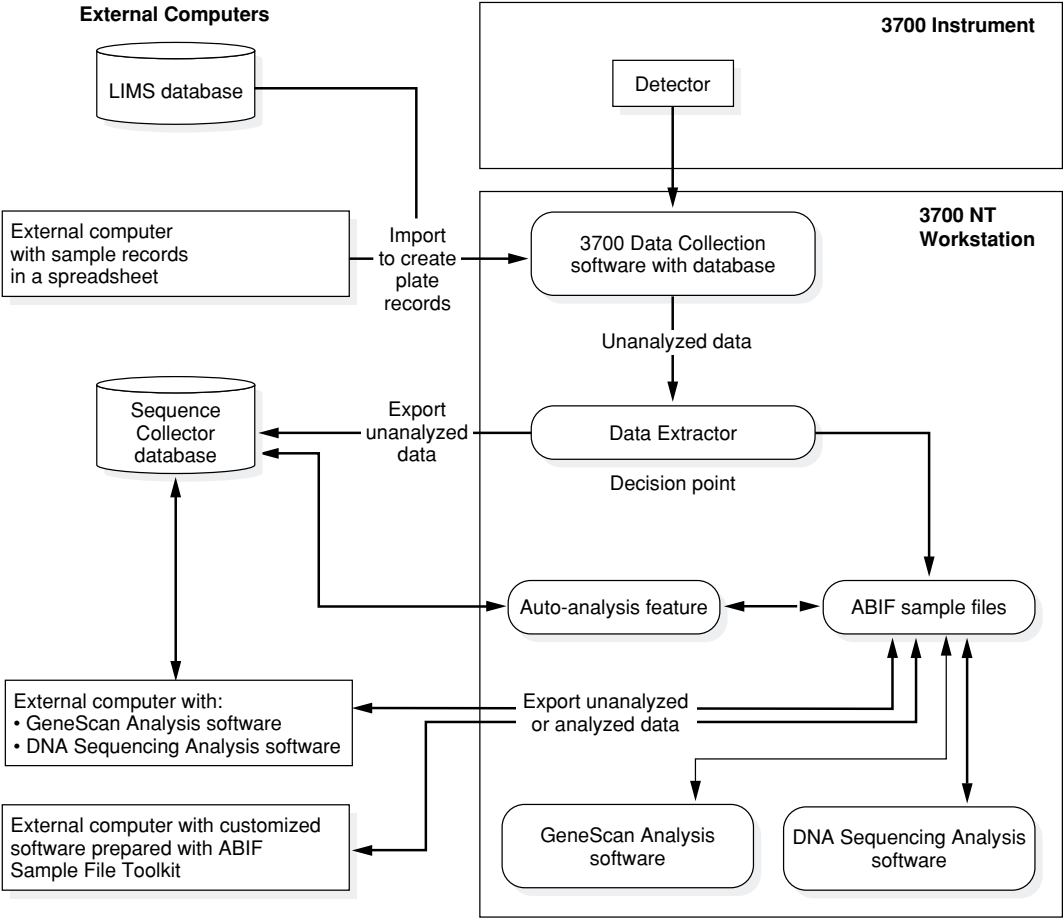 External Computers
3700 Instrument
LIMS database
Detector
External computer
with sample records
in a spreadsheet
Import
to create
plate
records
3700 Data Collection
software with database
3700 NT
Workstation
Unanalyzed data
Sequence
Collector
database
Export
unanalyzed
data
Data Extractor
Decision point
Auto-analysis feature
ABIF sample files
External computer with:
• GeneScan Analysis software
• DNA Sequencing Analysis software
Export unanalyzed
or analyzed data
External computer with customized
software prepared with ABIF
Sample File Toolkit
GeneScan Analysis
software
DNA Sequencing Analysis
software